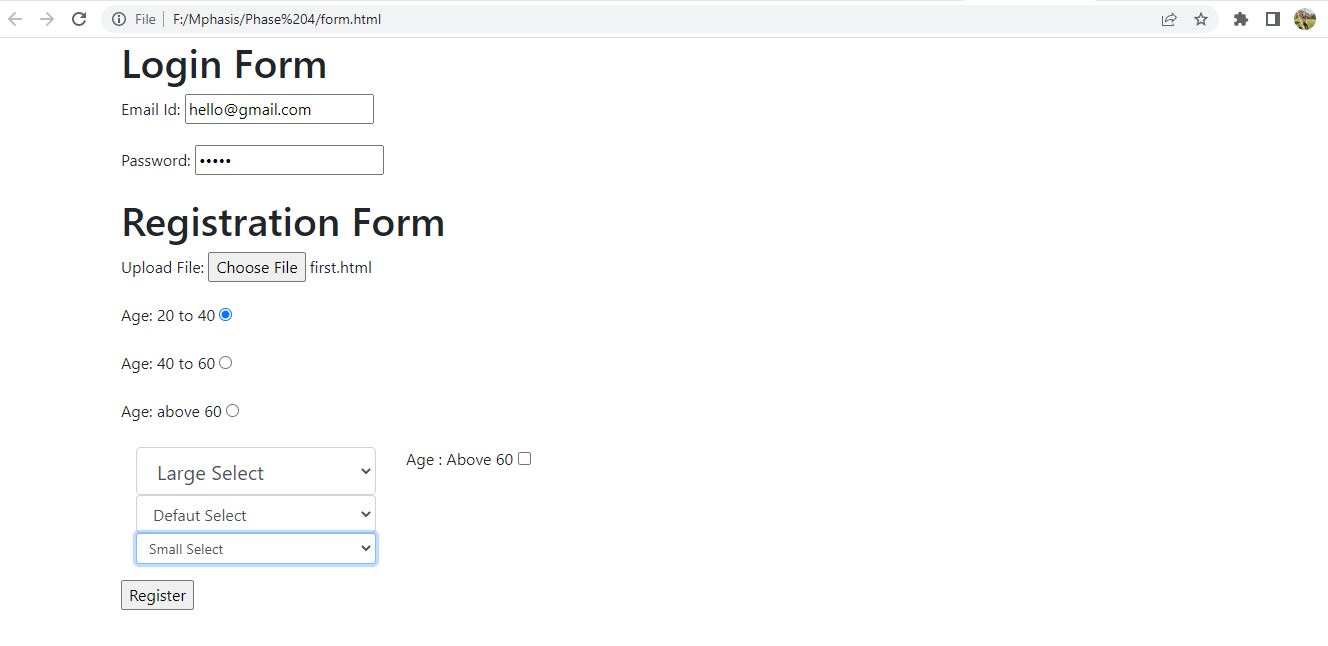 File F:/Mphasis/Phase%204/form.html
Login Form
Email Id: hello@gmail.com
Password: •••••
Registration Form
Upload File: Choose File first.html
Age: 20 to 40
Age: 40 to 60
Age: above 60
Large Select Age : Above 60
Defaut Select
Small Select
Register